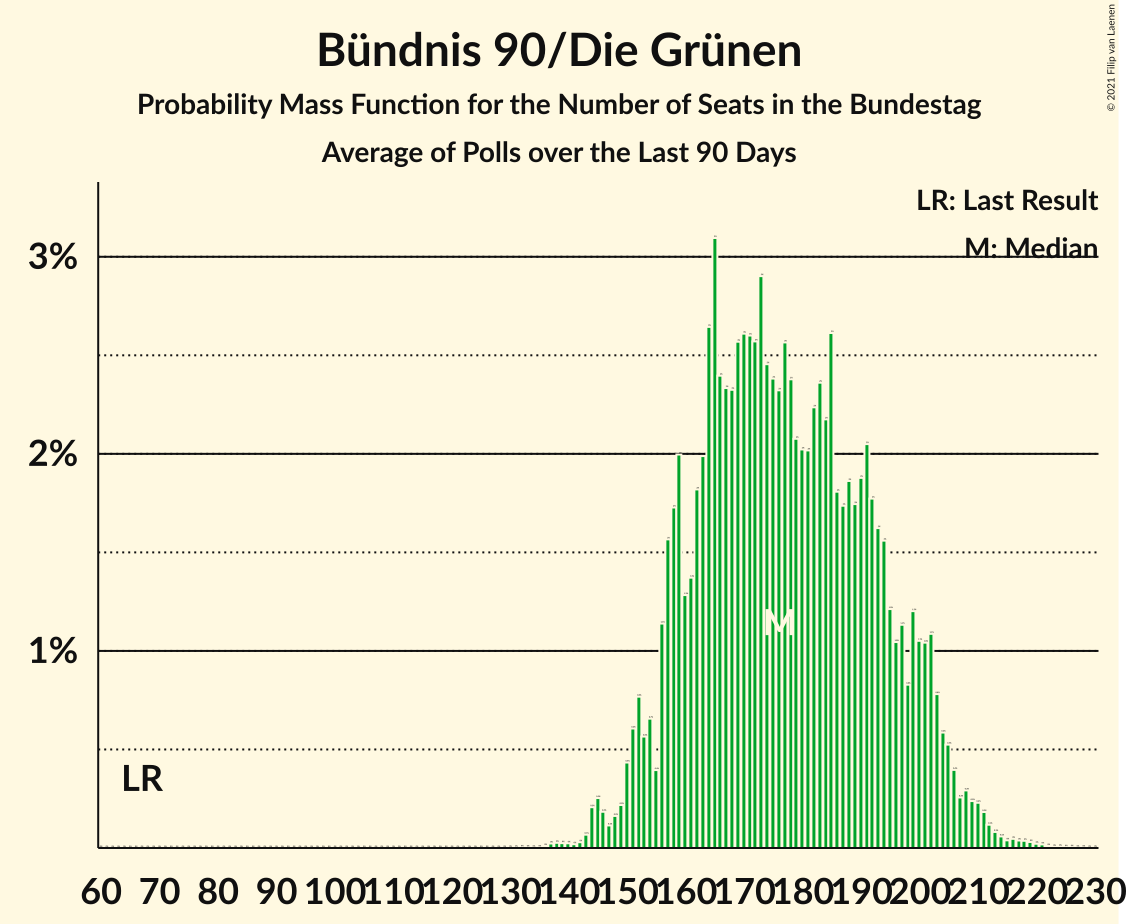 Bündnis 90/Die Grünen
Probability Mass Function for the Number of Seats in the Bundestag
Average of Polls over the Last 90 Days
© 2021 Filip van Laenen
LR: Last Result
M: Median
3%
2%
1%
M
LR
60 70 80 90 100 110 120 130 140 150 160 170 180 190 200 210 220 230